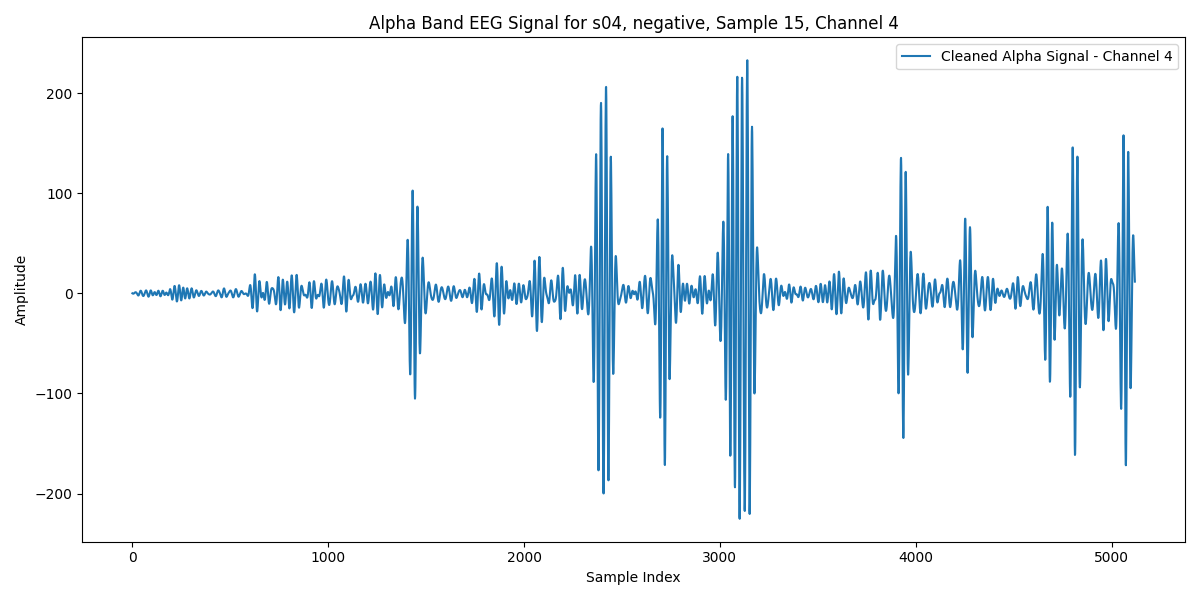 Alpha Band EEG Signal for s04, negative, Sample 15, Channel 4
Cleaned Alpha Signal - Channel 4
Amplitude
200
100
0
−100
−200
0 1000 2000 3000 4000 5000
Sample Index